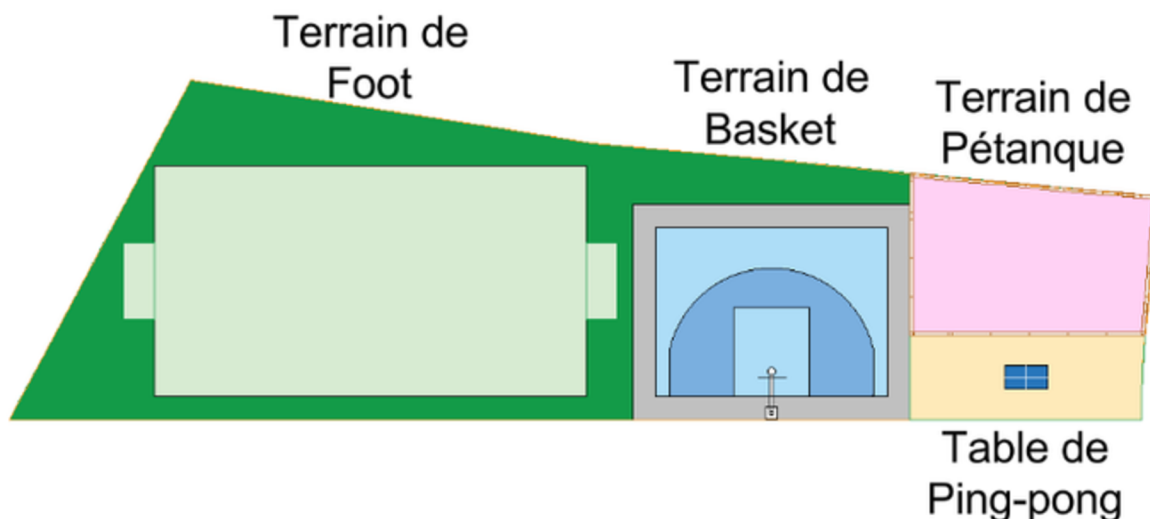 Terrain de
Foot
Terrain de
Basket
Terrain de
Pétanque
Table de
Ping-pong